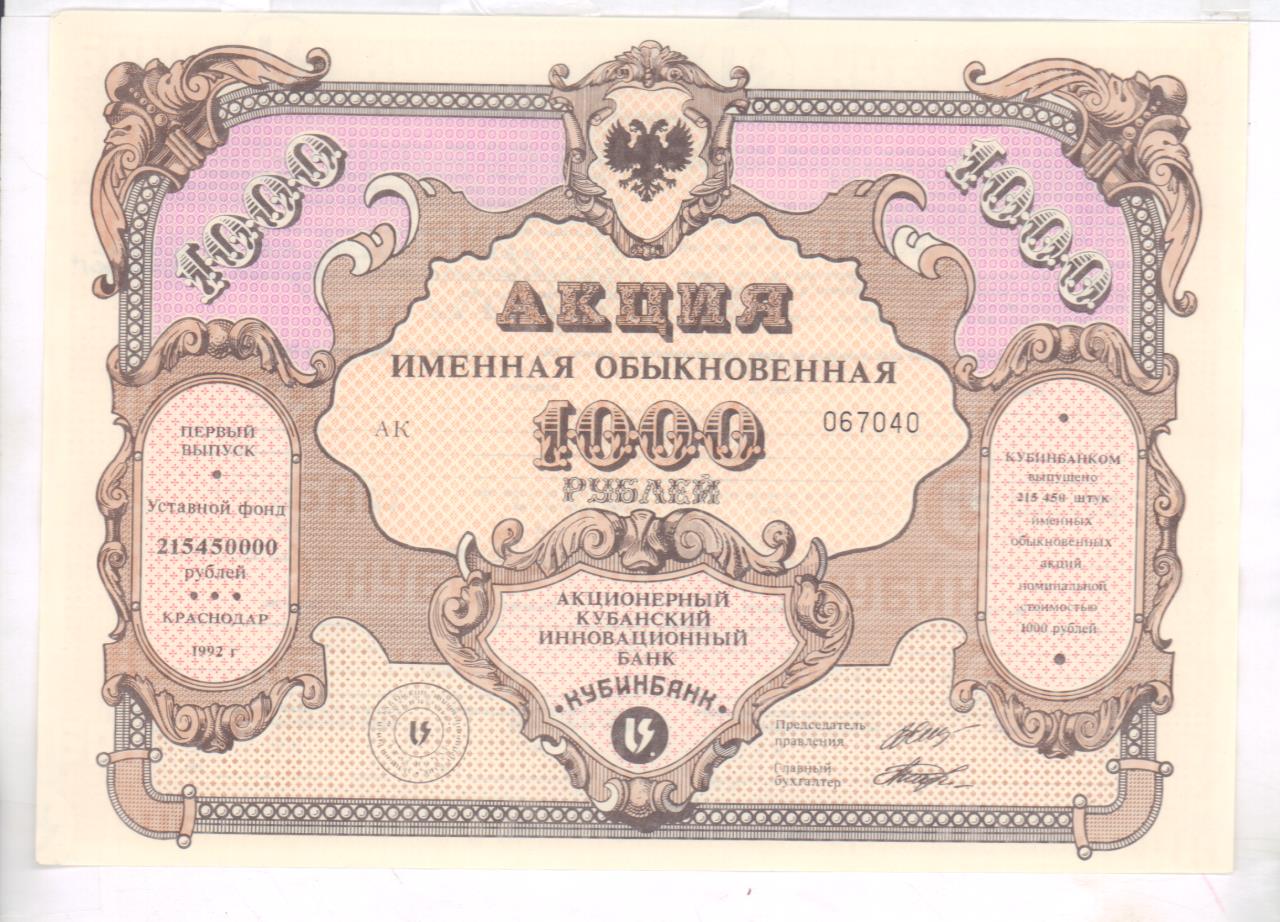 1000
1000
АКЦИЯ
ИМЕННАЯ ОБЫКНОВЕННАЯ
АК
1000
067040
РУБЛЕЙ
ПЕРВЫЙ
ВЫПУСК
Уставной фонд
215450000
рублей
КРАСНОДАР
1992 г
КУБИНБАНКОМ
выпущено
215 450 штук
именных
обыкновенных
акций
номинальной
стоимостью
1000 рублей
АКЦИОНЕРНЫЙ
КУБАНСКИЙ
ИННОВАЦИОННЫЙ
БАНК
• КУБИНБАНК •
Председатель
правления
Главный
бухгалтер